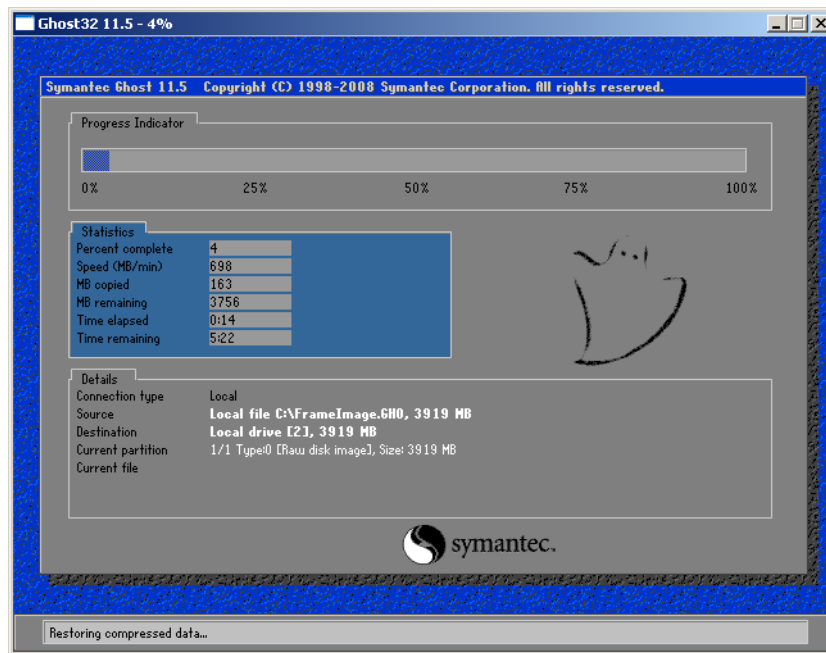 Ghost32 11.5 - 4%
Symantec Ghost 11.5 Copyright (C) 1998-2008 Symantec Corporation. All rights reserved.
Progress Indicator
0% 25% 50% 75% 100%
Statistics
Percent complete 4
Speed (MB/min) 698
MB copied 163
MB remaining 3756
Time elapsed 0:14
Time remaining 5:22
Details
Connection type Local
Source Local file C:\FrameImage.GHO, 3919 MB
Destination Local drive [2], 3919 MB
Current partition 1/1 Type:0 [Raw disk image], Size: 3919 MB
Current file
symantec.
Restoring compressed data...